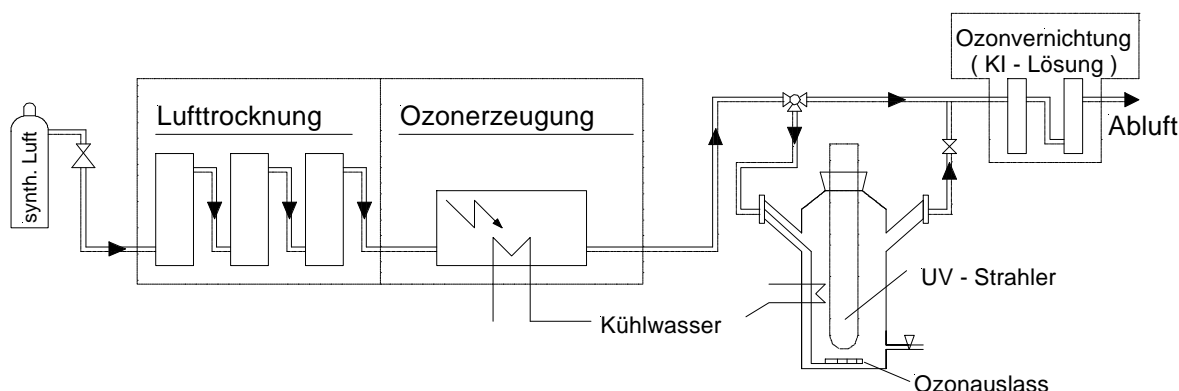 synth. Luft
Lufttrocknung
Ozonerzeugung
Ozonvernichtung
( KI - Lösung )
Abluft
UV - Strahler
Kühlwasser
Ozonauslass